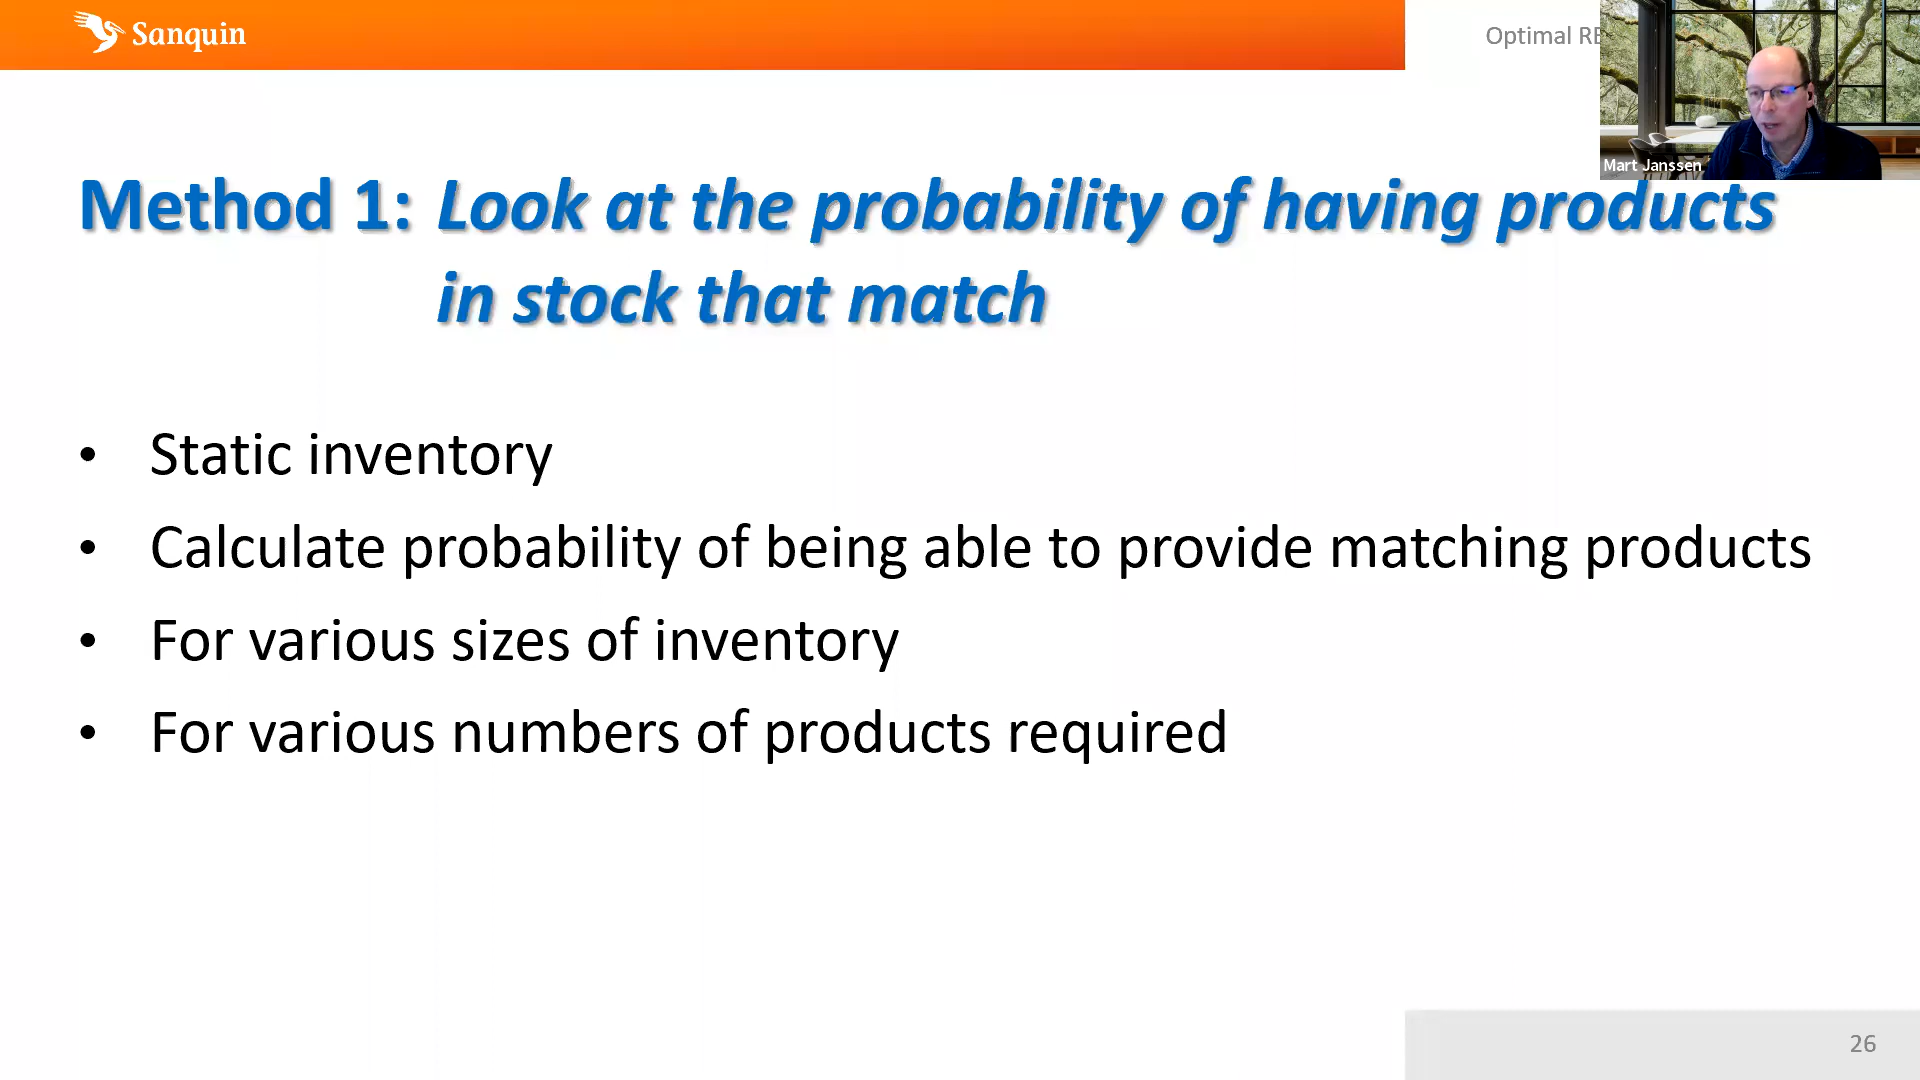 Sanquin
Optimal
Mart Janssen
Method 1: Look at the probability of having products
in stock that match
• Static inventory
• Calculate probability of being able to provide matching products
• For various sizes of inventory
• For various numbers of products required
26